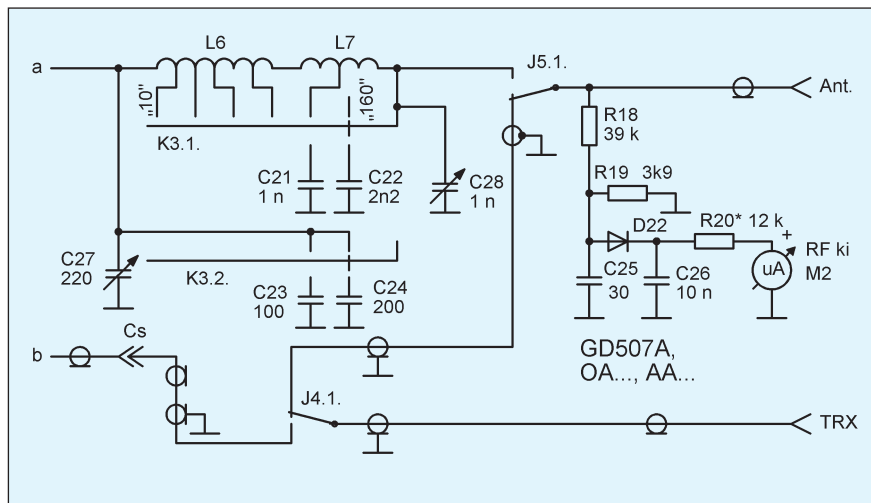 L6
L7
a
"10"
"160"
K3.1.
J5.1.
Ant.
R18
39 k
R19 3k9
C21
1 n
C22
2n2
C28
1 n
D22
R20* 12 k
+
RF ki
M2
uA
C27
220
K3.2.
C23
100
C24
200
C25
30
C26
10 n
GD507A,
OA..., AA...
b
Cs
J4.1.
TRX